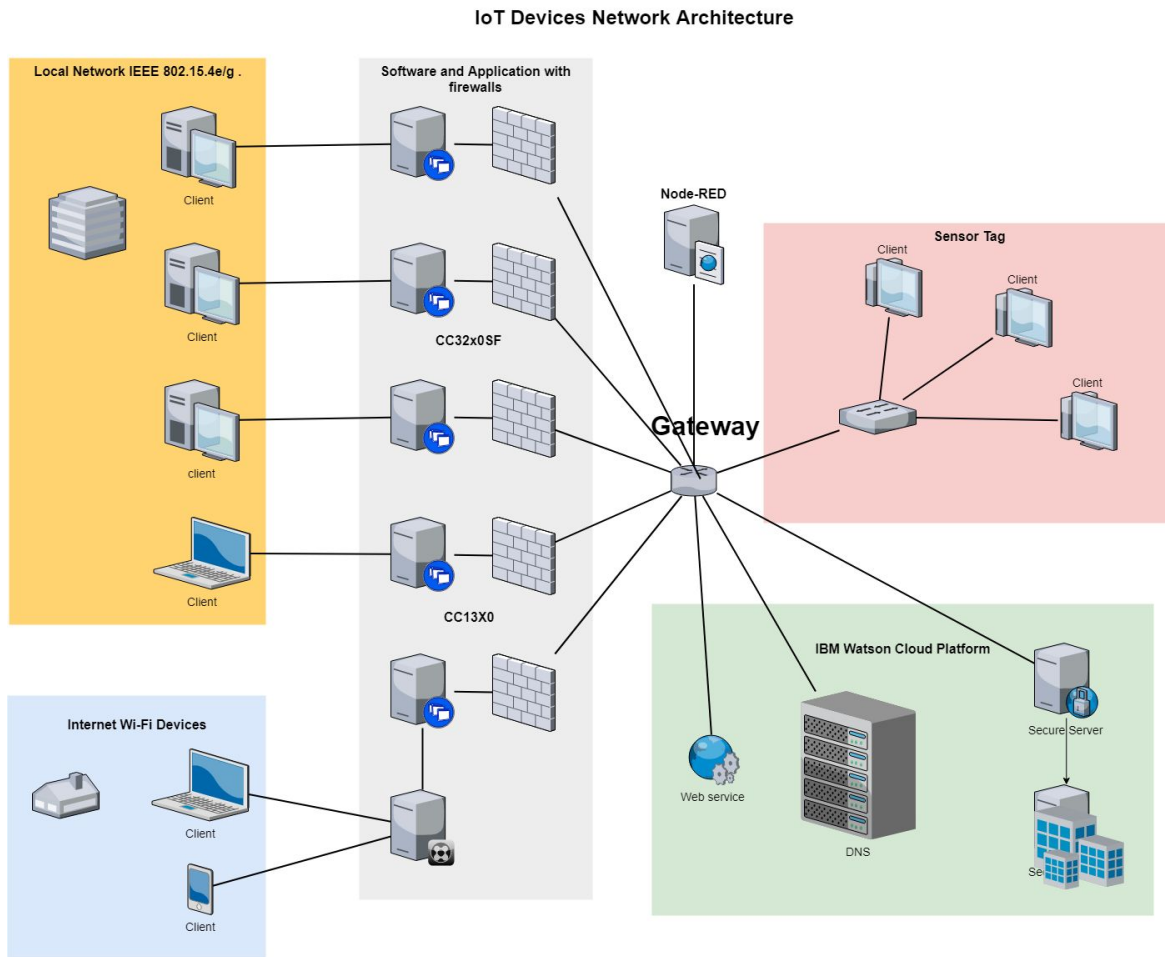 IoT Devices Network Architecture
Local Network IEEE 802.15.4e/g .
Client
Client
client
Client
Software and Application with
firewalls
CC32x0SF
CC13X0
Node-RED
Gateway
Sensor Tag
Client
Client
Client
Internet Wi-Fi Devices
Client
Client
IBM Watson Cloud Platform
Web service
DNS
Secure Server